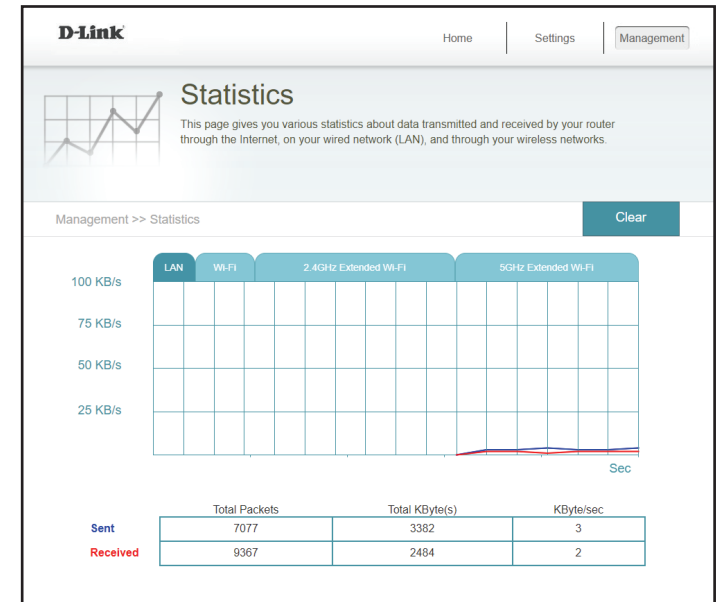 D-Link
Home Settings Management
Statistics
This page gives you various statistics about data transmitted and received by your router
through the Internet, on your wired network (LAN), and through your wireless networks.
Management >> Statistics
Clear
LAN Wi-Fi 2.4GHz Extended Wi-Fi 5GHz Extended Wi-Fi
100 KB/s
75 KB/s
50 KB/s
25 KB/s
Sec
Total Packets Total KByte(s) KByte/sec
Sent 7077 3382 3
Received 9367 2484 2